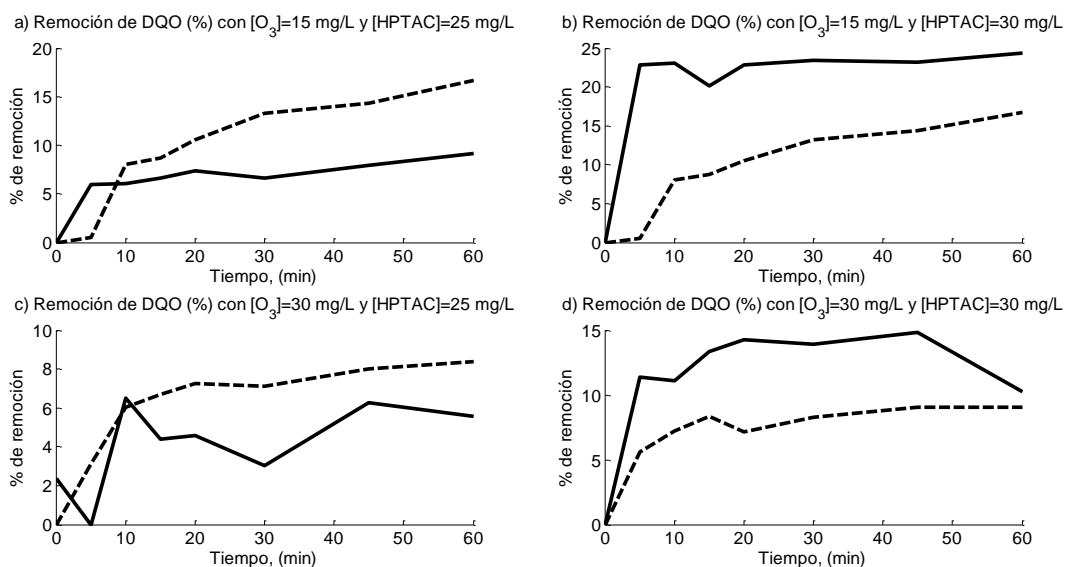 a) Remoción de DQO (%) con [O3]=15 mg/L y [HPTAC]=25 mg/L
20
15
10
5
0
% de remoción
0 10 20 30 40 50 60
Tiempo, (min)
b) Remoción de DQO (%) con [O3]=15 mg/L y [HPTAC]=30 mg/L
25
20
15
10
5
0
% de remoción
0 10 20 30 40 50 60
Tiempo, (min)
c) Remoción de DQO (%) con [O3]=30 mg/L y [HPTAC]=25 mg/L
10
8
6
4
2
0
% de remoción
0 10 20 30 40 50 60
Tiempo, (min)
d) Remoción de DQO (%) con [O3]=30 mg/L y [HPTAC]=30 mg/L
15
10
5
0
% de remoción
0 10 20 30 40 50 60
Tiempo, (min)